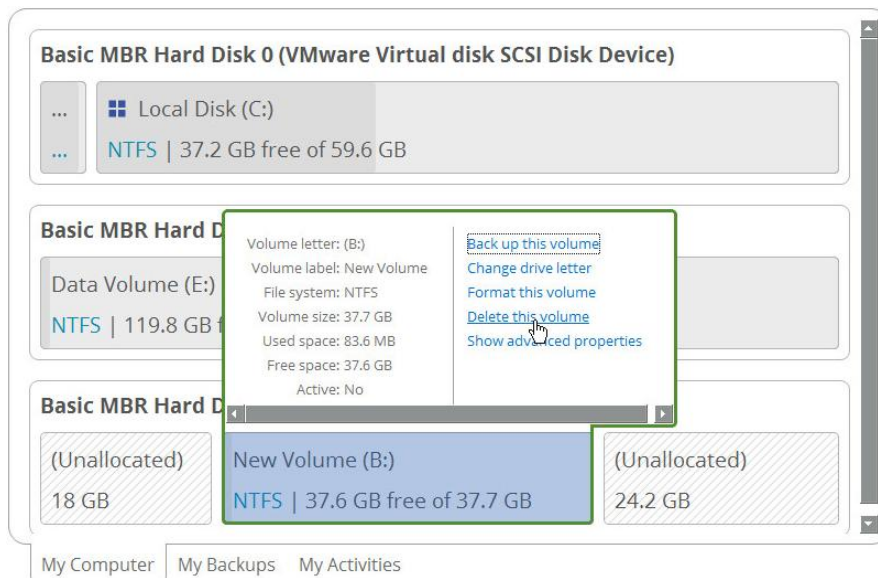 Basic MBR Hard Disk 0 (VMware Virtual disk SCSI Disk Device)
...
...
Local Disk (C:)
NTFS | 37.2 GB free of 59.6 GB
Basic MBR Hard D
Data Volume (E:)
NTFS | 119.8 GB f
Volume letter: (B:)
Volume label: New Volume
File system: NTFS
Volume size: 37.7 GB
Used space: 83.6 MB
Free space: 37.6 GB
Active: No
Back up this volume
Change drive letter
Format this volume
Delete this volume
Show advanced properties
Basic MBR Hard D
(Unallocated)
18 GB
New Volume (B:)
NTFS | 37.6 GB free of 37.7 GB
(Unallocated)
24.2 GB
My Computer
My Backups
My Activities